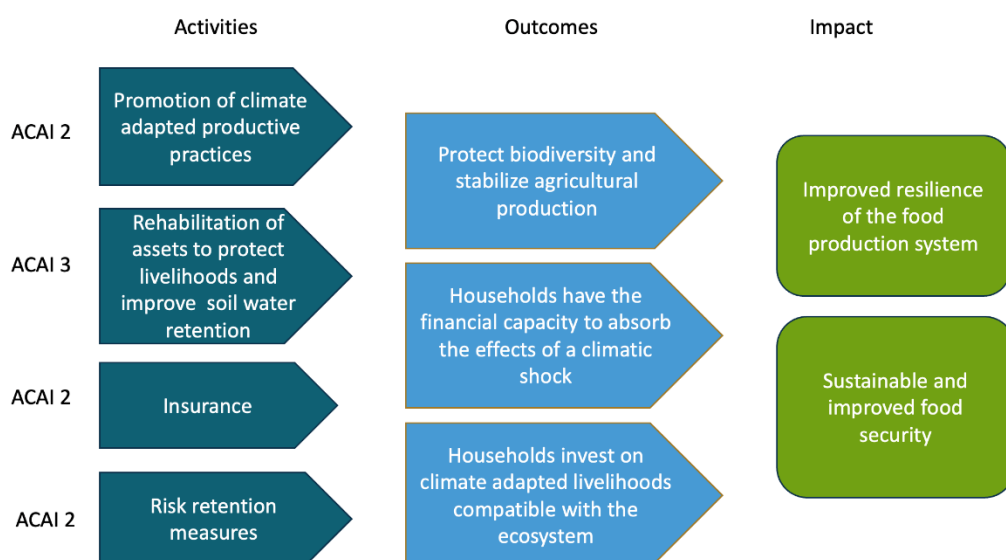 Activities
Outcomes
Impact
ACAI 2
Promotion of climate
adapted productive
practices
ACAI 3
Rehabilitation of
assets to protect
livelihoods and
improve soil water
retention
ACAI 2
Insurance
ACAI 2
Risk retention
measures
Protect biodiversity and
stabilize agricultural
production
Households have the
financial capacity to absorb
the effects of a climatic
shock
Households invest on
climate adapted livelihoods
compatible with the
ecosystem
Improved resilience
of the food
production system
Sustainable and
improved food
security